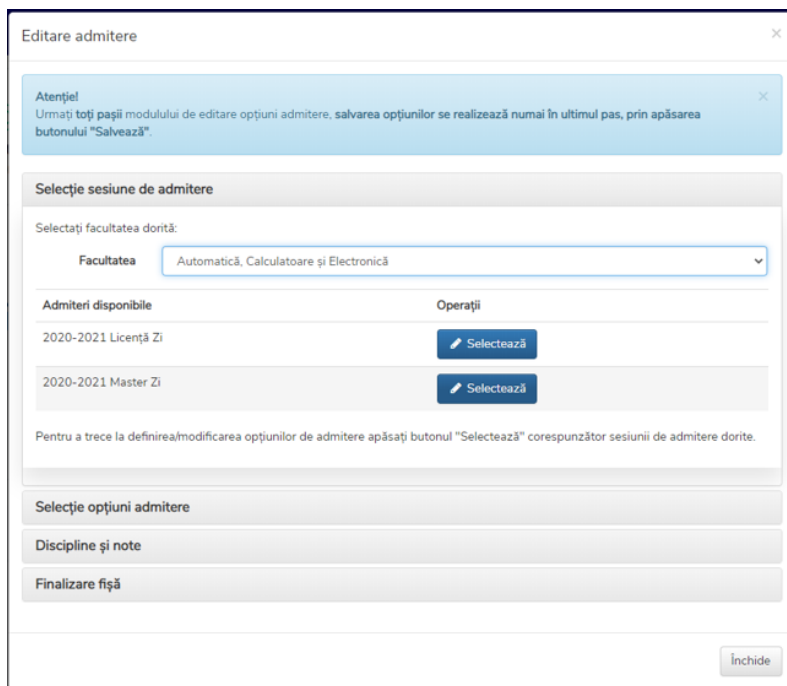 Editare admitere
Atenție!
Urmați toți pașii modulului de editare opțiuni admitere, salvarea opțiunilor se realizează numai în ultimul pas, prin apăsarea
butonului "Salvează".
Selecție sesiune de admitere
Selectați facultatea dorită:
Facultatea Automatică, Calculatoare și Electronică
Admiteri disponibile Operații
2020-2021 Licență Zi Selectează
2020-2021 Master Zi Selectează
Pentru a trece la definirea/modificarea opțiunilor de admitere apăsați butonul "Selectează" corespunzător sesiunii de admitere dorite.
Selecție opțiuni admitere
Discipline și note
Finalizare fișă
Închide